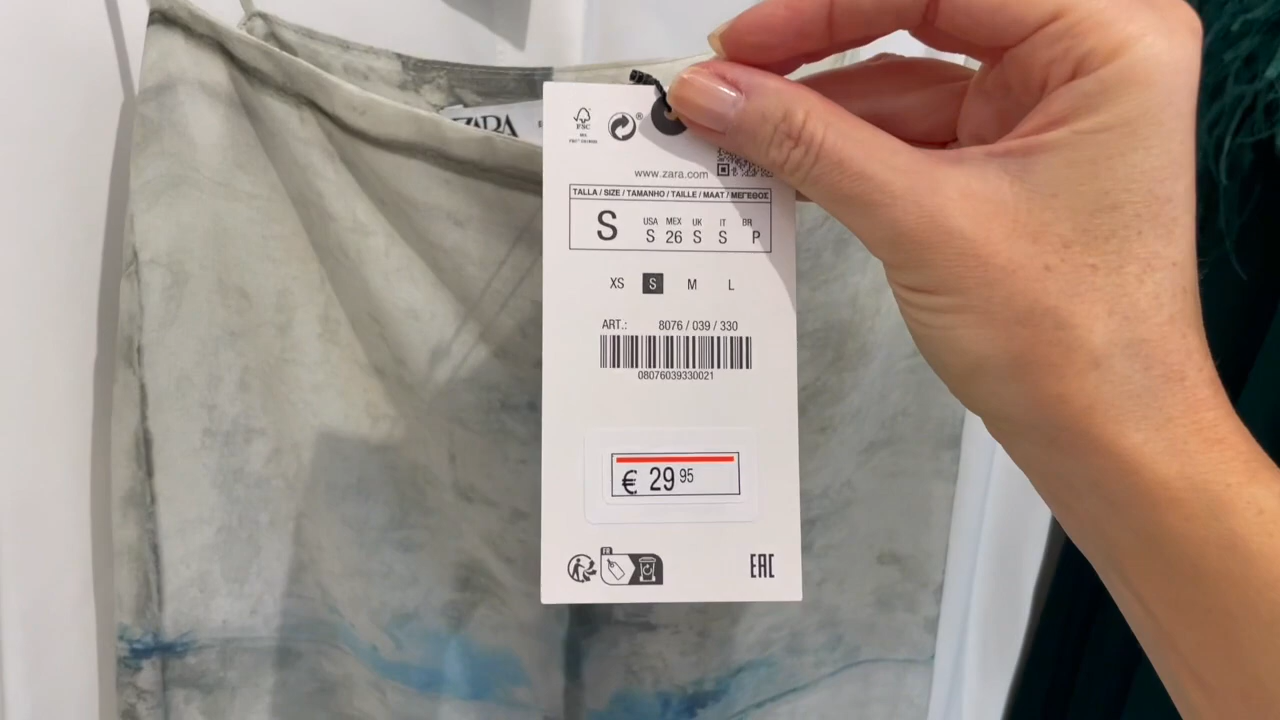 ZARA
FSC
www.zara.com
TALLA / SIZE / TAMANHO / TAILLE / MAAT / ΜΕΓΕΘΟΣ
S
USA MEX UK IT BR
S 26 S S P
XS S M L
ART.: 8076 / 039 / 330
08076039330021
€ 29 95
FR
EAC